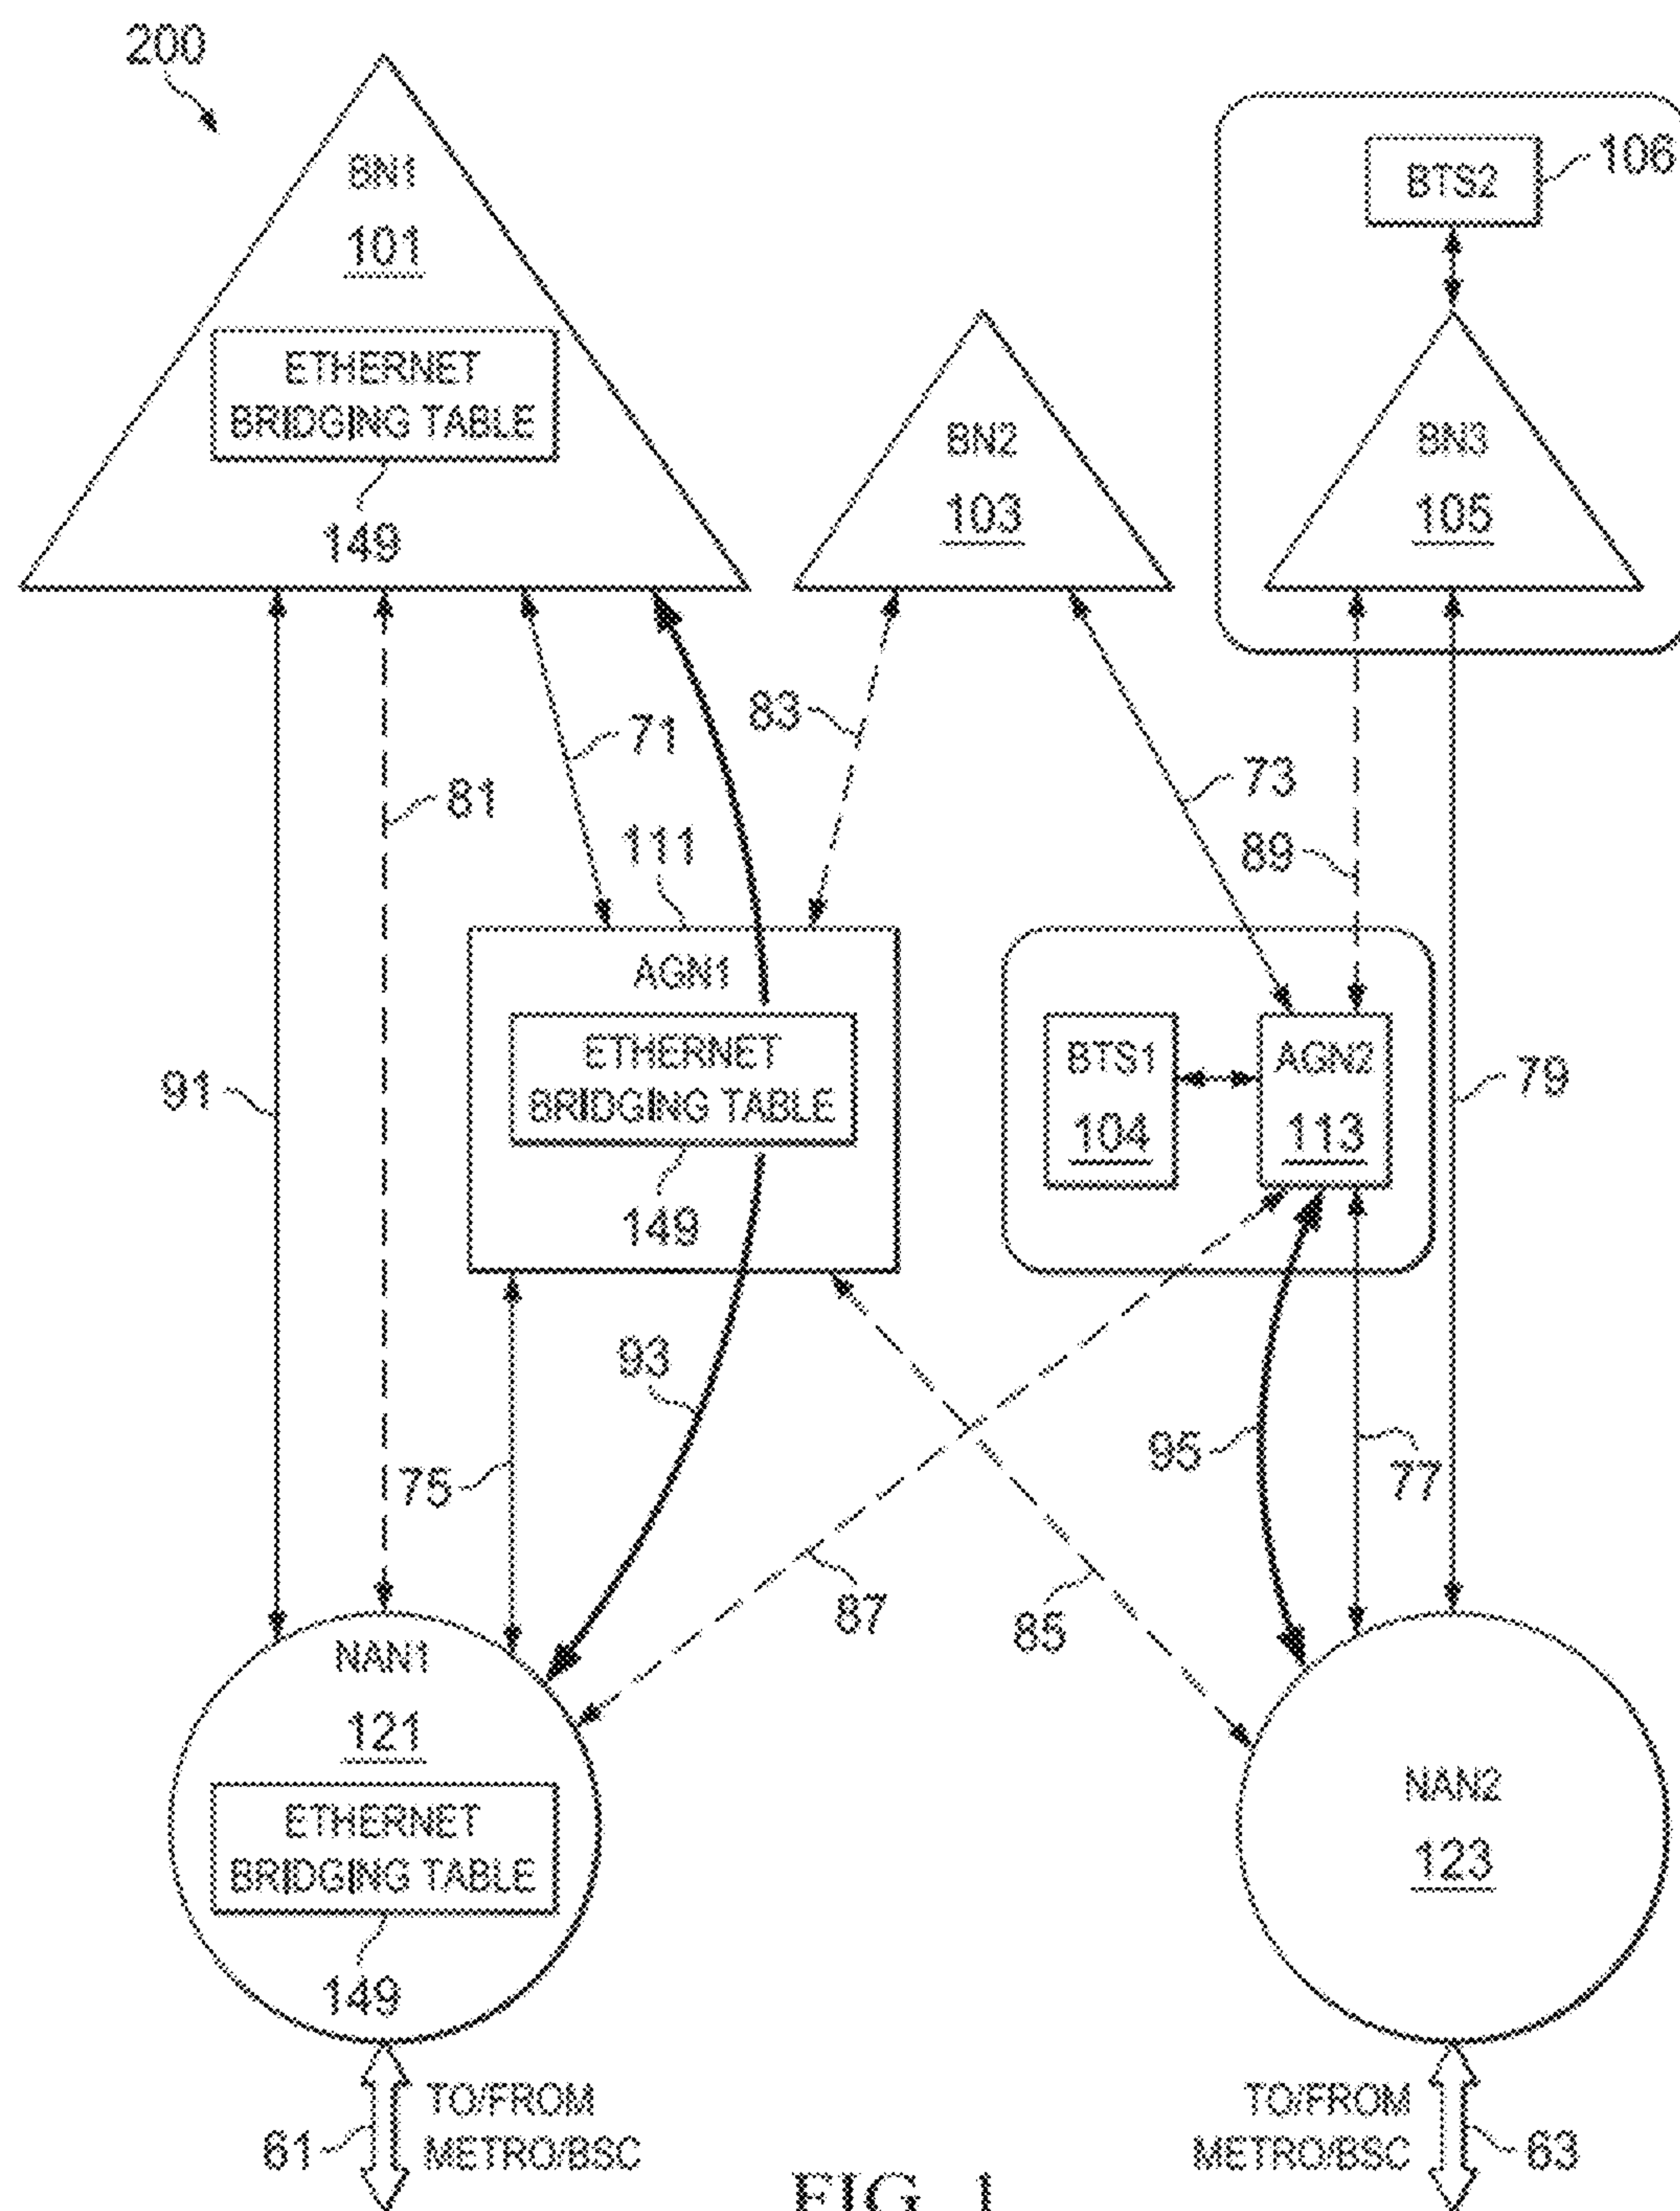 200
BN1
101
ETHERNET
BRIDGING TABLE
149
BN2
103
BTS2
106
BN3
105
71
83
81
111
73
89
AGN1
ETHERNET
BRIDGING TABLE
149
BTS1
104
AGN2
113
91
79
93
75
95
77
87
85
NAN1
121
ETHERNET
BRIDGING TABLE
149
NAN2
123
61
TO/FROM
METRO/BSC
TO/FROM
METRO/BSC
63
FIG. 1